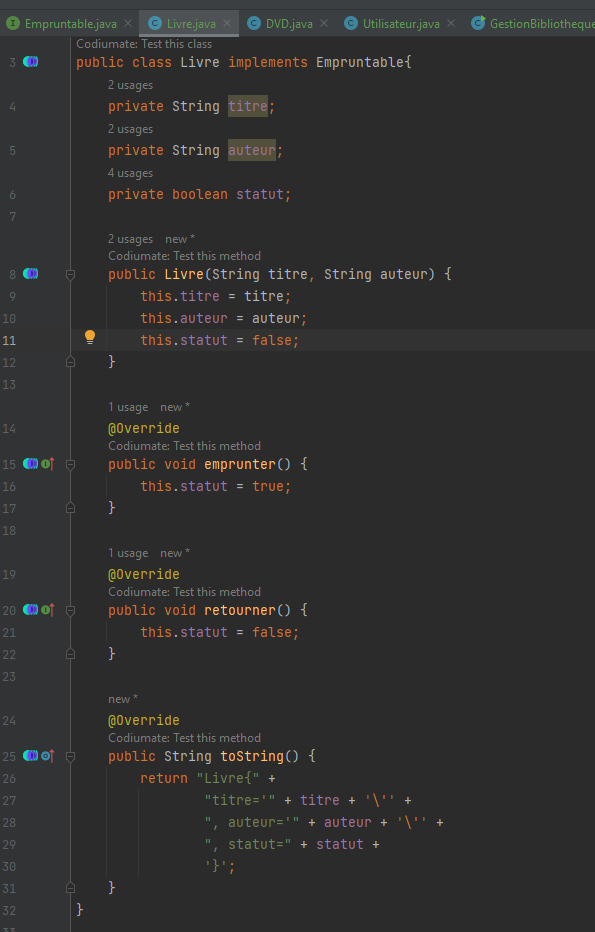 Empruntable.java Livre.java DVD.java Utilisateur.java GestionBibliotheque
Codiumate: Test this class
3 public class Livre implements Empruntable{
2 usages
4 private String titre;
2 usages
5 private String auteur;
4 usages
6 private boolean statut;
7
2 usages new *
Codiumate: Test this method
8 public Livre(String titre, String auteur) {
9 this.titre = titre;
10 this.auteur = auteur;
11 this.statut = false;
12 }
13
1 usage new *
14 @Override
Codiumate: Test this method
15 public void emprunter() {
16 this.statut = true;
17 }
18
1 usage new *
19 @Override
Codiumate: Test this method
20 public void retourner() {
21 this.statut = false;
22 }
23
new *
24 @Override
Codiumate: Test this method
25 public String toString() {
26 return "Livre{" +
27 "titre='" + titre + '\'' +
28 ", auteur='" + auteur + '\'' +
29 ", statut=" + statut +
30 '}';
31 }
32 }
33